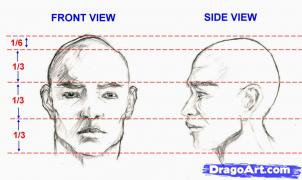 FRONT VIEW
SIDE VIEW
1/6
1/3
1/3
1/3
DragoArt.com